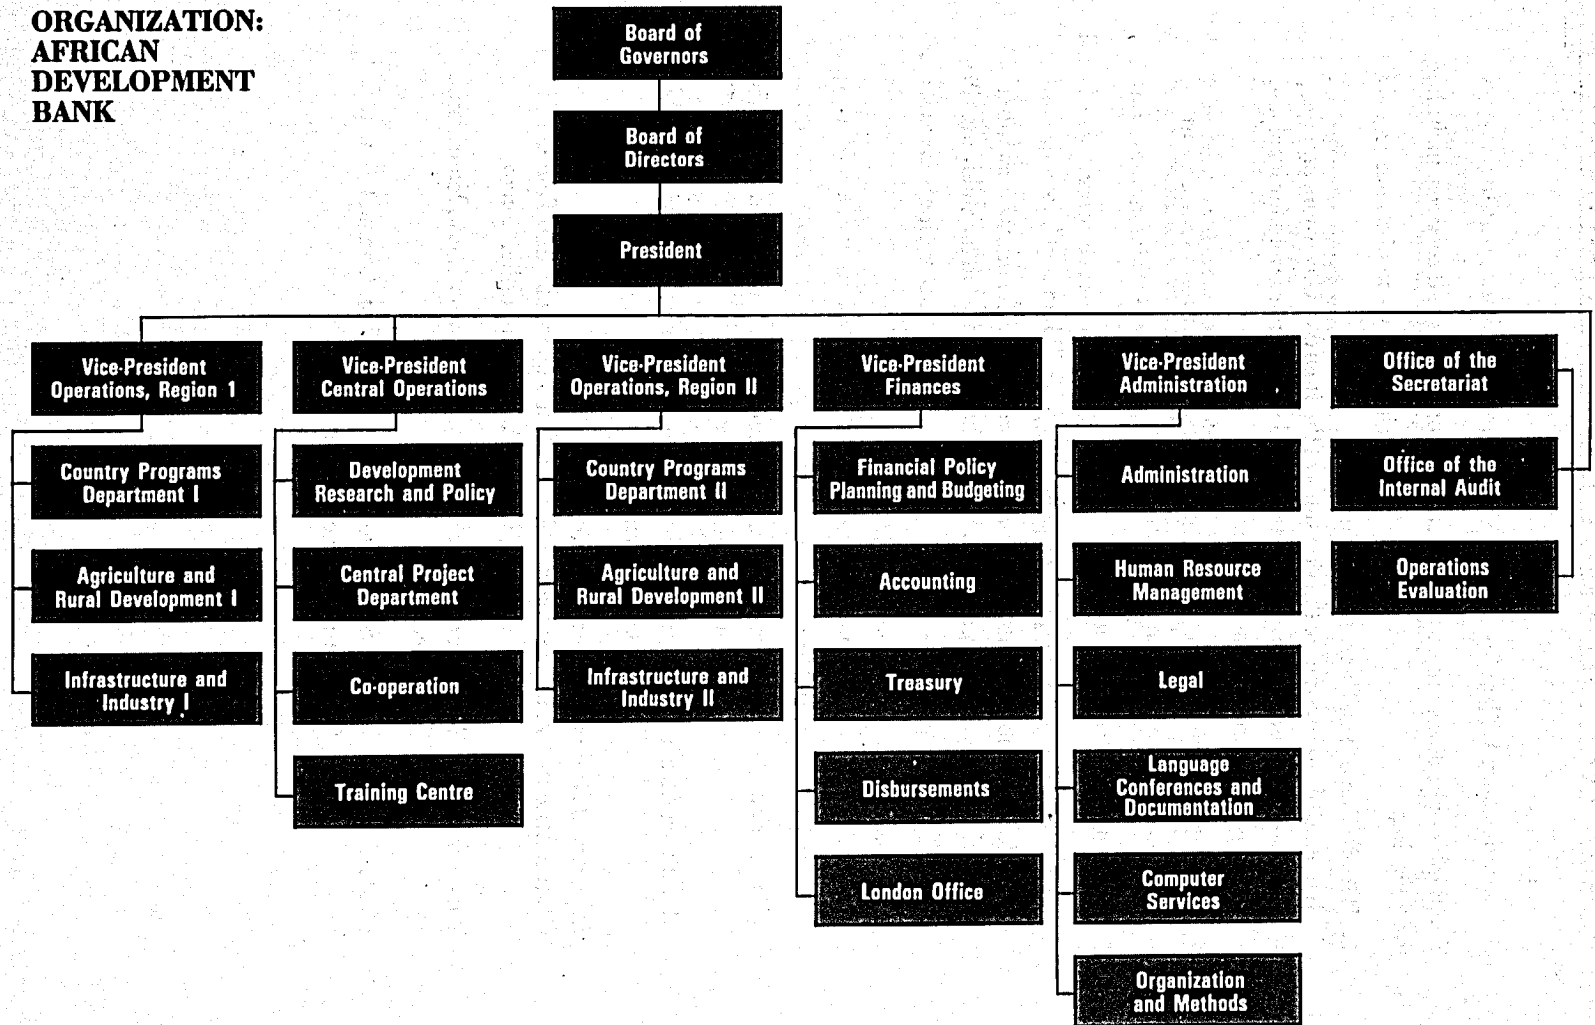 ORGANIZATION:
AFRICAN
DEVELOPMENT
BANK
Board of
Governors
Board of
Directors
President
Vice-President
Operations, Region 1
Vice-President
Central Operations
Vice-President
Operations, Region II
Vice-President
Finances
Vice-President
Administration
Office of the
Secretariat
Country Programs
Department I
Development
Research and Policy
Country Programs
Department II
Financial Policy
Planning and Budgeting
Administration
Office of the
Internal Audit
Agriculture and
Rural Development I
Central Project
Department
Agriculture and
Rural Development II
Accounting
Human Resource
Management
Operations
Evaluation
Infrastructure and
Industry I
Co-operation
Infrastructure and
Industry II
Treasury
Legal
Training Centre
Disbursements
Language
Conferences and
Documentation
London Office
Computer
Services
Organization
and Methods